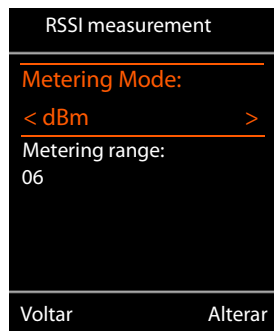 RSSI measurement
Metering Mode:
< dBm >
Metering range:
06
Voltar Alterar